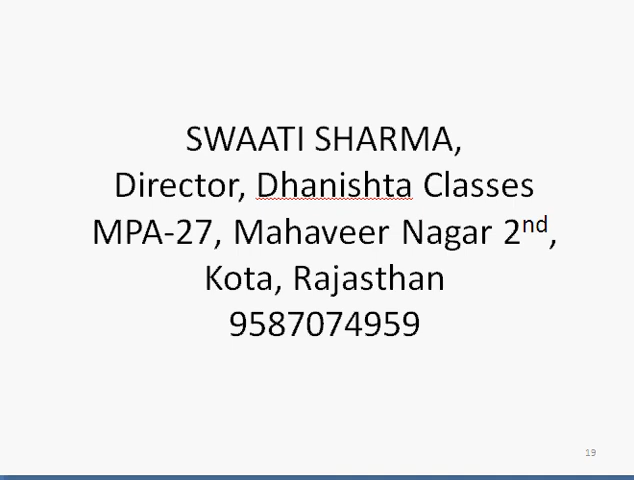 SWAATI SHARMA,
Director, Dhanishta Classes
MPA-27, Mahaveer Nagar 2nd,
Kota, Rajasthan
9587074959
19